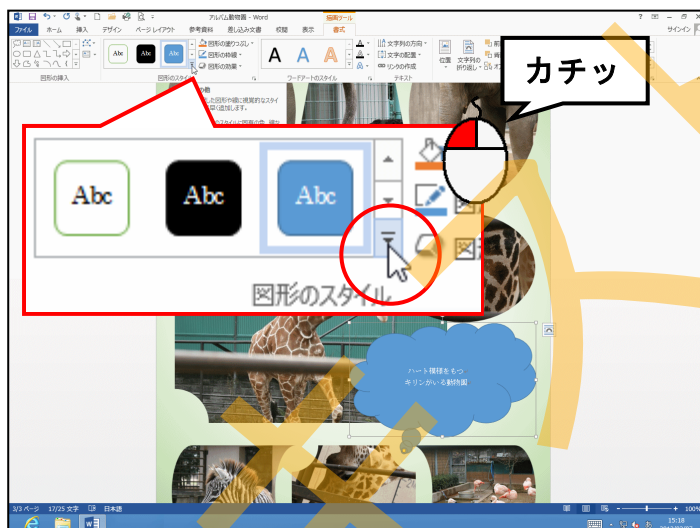 アルバム動物園 - Word
描画ツール
サインイン
ファイル ホーム 挿入 デザイン ページ レイアウト 参考資料 差し込み文書 校閲 表示 書式
Abc Abc Abc
図形の塗りつぶし
図形の枠線
図形の効果
A A A
文字列の方向
文字の配置
リンクの作成
位置 文字列の
折り返し
図形の挿入 図形のスタイル ワードアートのスタイル テキスト
カチッ
Abc Abc Abc
図形のスタイル
ハート模様をもつ
キリンがいる動物園
3/3 ページ 17/25 文字 日本語
100%
15:18